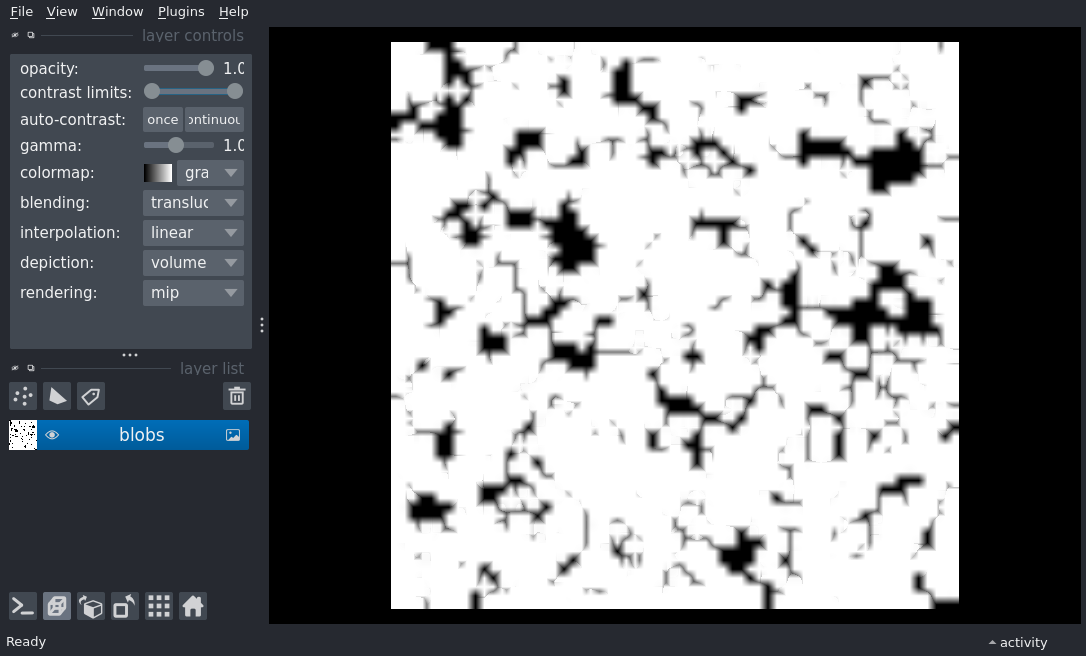 File View Window Plugins Help
layer controls
opacity: 1.0
contrast limits:
auto-contrast: once ontinuou
gamma: 1.0
colormap: gra
blending: transluc
interpolation: linear
depiction: volume
rendering: mip
layer list
blobs
Ready
activity